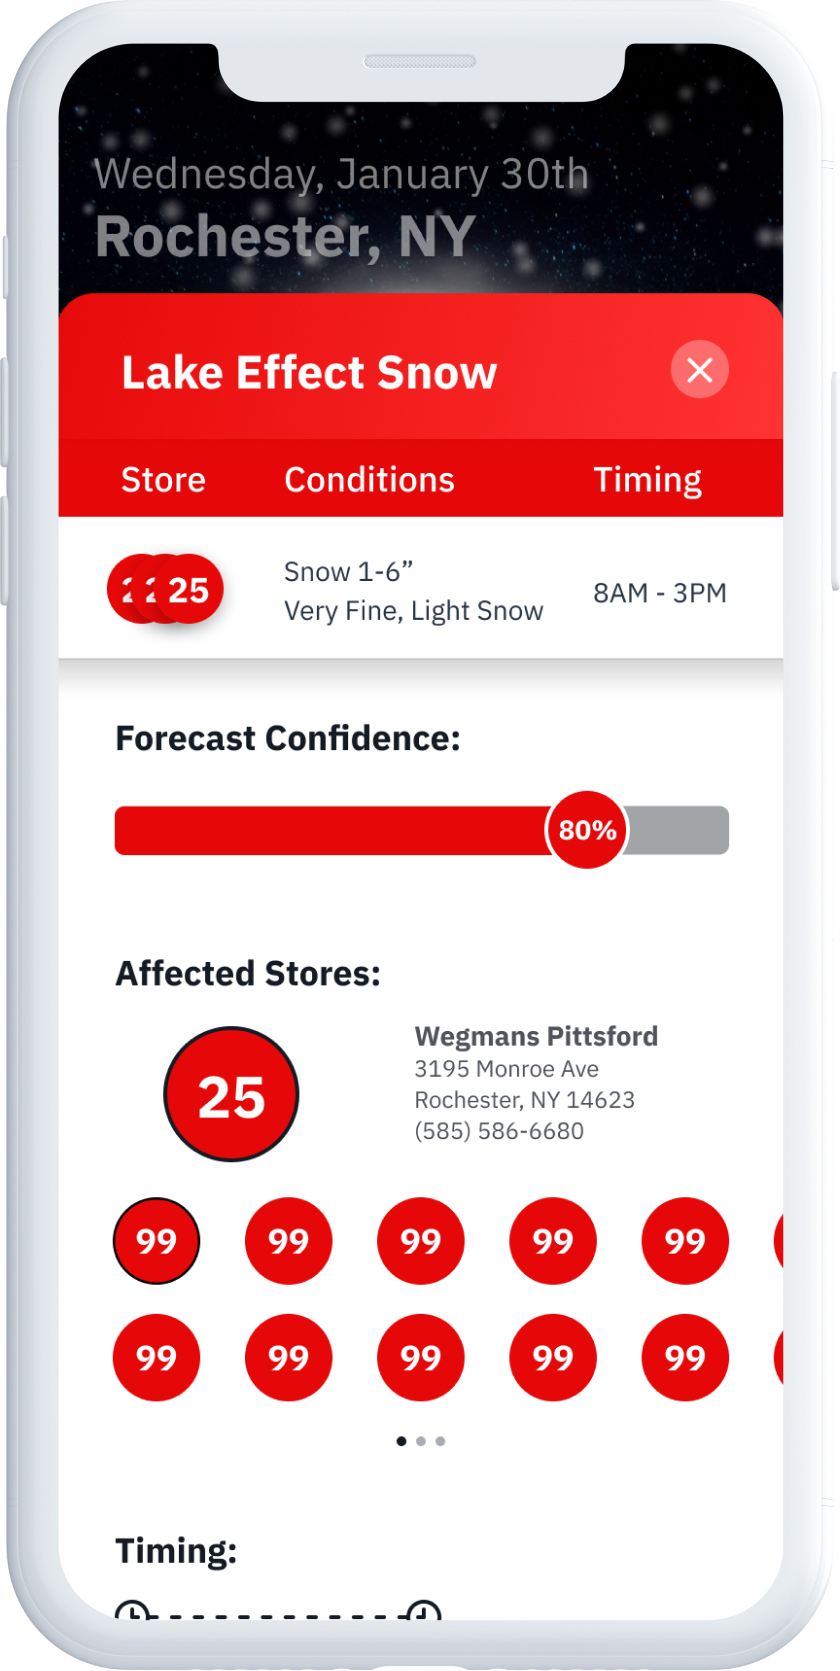 Wednesday, January 30th
Rochester, NY
Lake Effect Snow
Store Conditions Timing
25
Snow 1-6”
Very Fine, Light Snow
8AM - 3PM
Forecast Confidence:
80%
Affected Stores:
25
Wegmans Pittsford
3195 Monroe Ave
Rochester, NY 14623
(585) 586-6680
99 99 99 99 99
99 99 99 99 99
Timing: